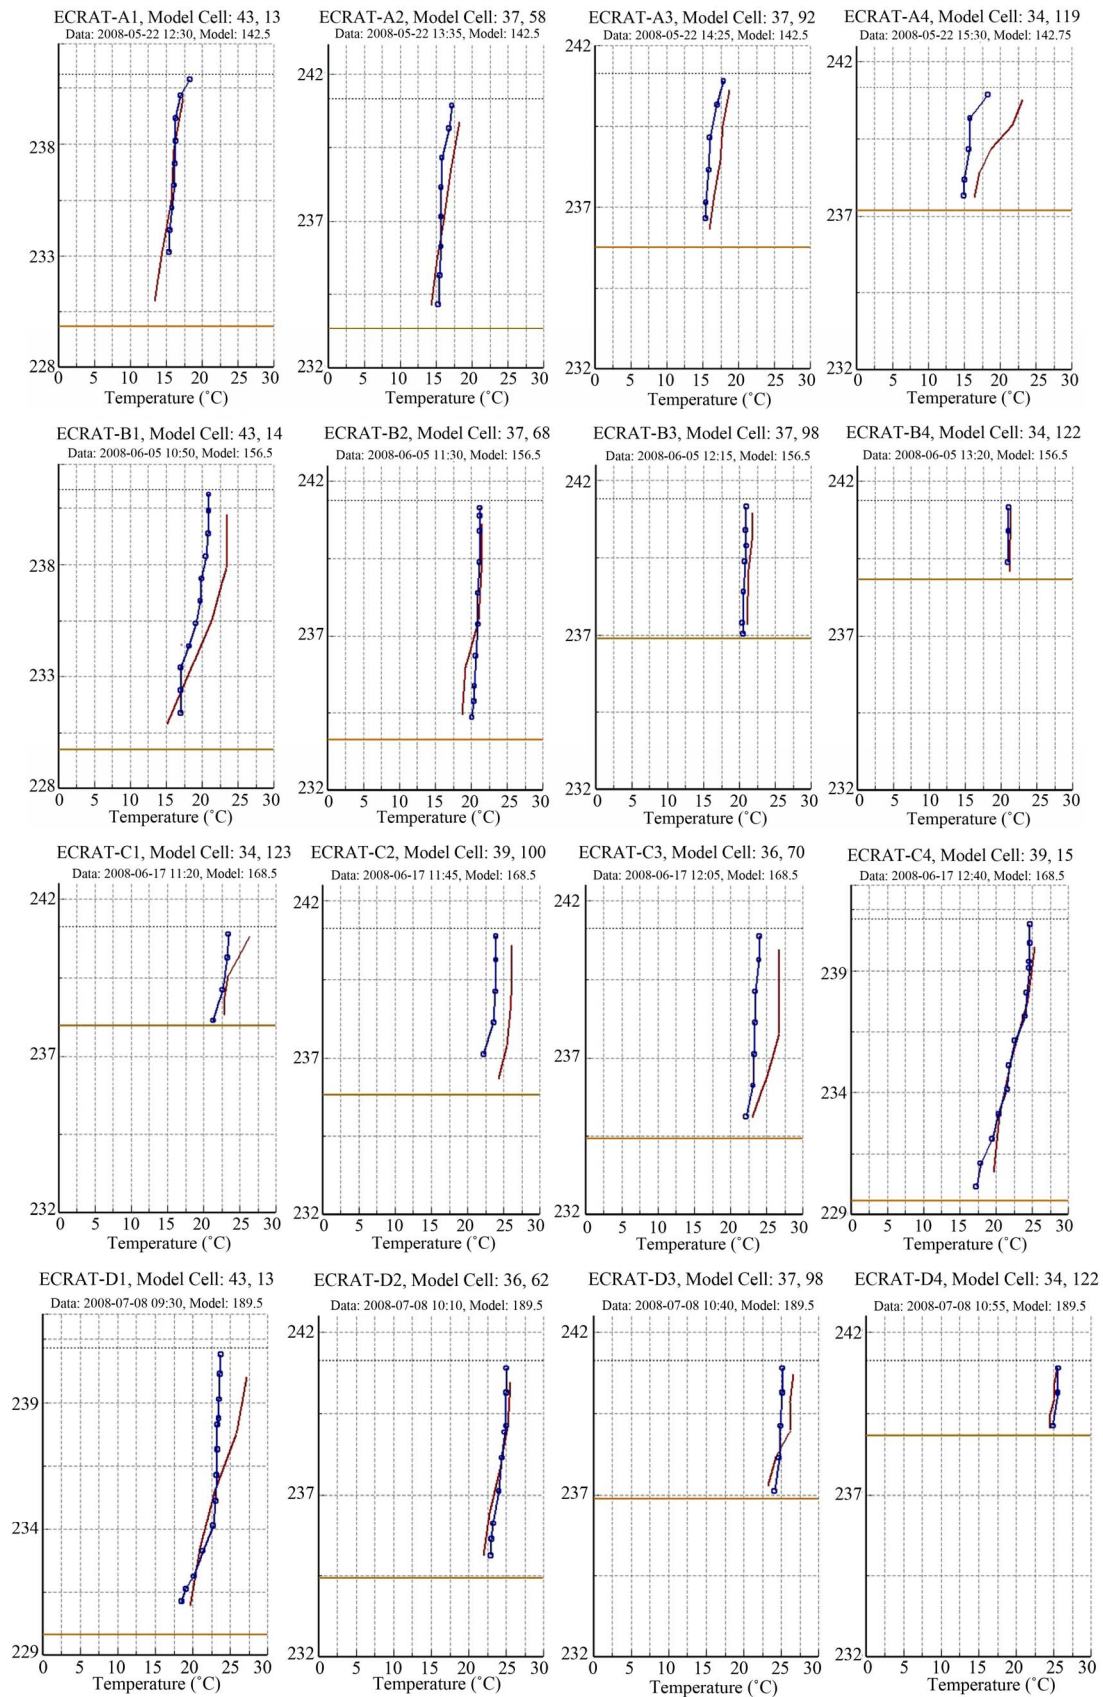 ECRAT-A1, Model Cell: 43, 13
Data: 2008-05-22 12:30, Model: 142.5
238
233
228
0 5 10 15 20 25 30
Temperature (˚C)
ECRAT-A2, Model Cell: 37, 58
Data: 2008-05-22 13:35, Model: 142.5
242
237
232
0 5 10 15 20 25 30
Temperature (˚C)
ECRAT-A3, Model Cell: 37, 92
Data: 2008-05-22 14:25, Model: 142.5
242
237
232
0 5 10 15 20 25 30
Temperature (˚C)
ECRAT-A4, Model Cell: 34, 119
Data: 2008-05-22 15:30, Model: 142.75
242
237
232
0 5 10 15 20 25 30
Temperature (˚C)
ECRAT-B1, Model Cell: 43, 14
Data: 2008-06-05 10:50, Model: 156.5
238
233
228
0 5 10 15 20 25 30
Temperature (˚C)
ECRAT-B2, Model Cell: 37, 68
Data: 2008-06-05 11:30, Model: 156.5
242
237
232
0 5 10 15 20 25 30
Temperature (˚C)
ECRAT-B3, Model Cell: 37, 98
Data: 2008-06-05 12:15, Model: 156.5
242
237
232
0 5 10 15 20 25 30
Temperature (˚C)
ECRAT-B4, Model Cell: 34, 122
Data: 2008-06-05 13:20, Model: 156.5
242
237
232
0 5 10 15 20 25 30
Temperature (˚C)
ECRAT-C1, Model Cell: 34, 123
Data: 2008-06-17 11:20, Model: 168.5
242
237
232
0 5 10 15 20 25 30
Temperature (˚C)
ECRAT-C2, Model Cell: 39, 100
Data: 2008-06-17 11:45, Model: 168.5
242
237
232
0 5 10 15 20 25 30
Temperature (˚C)
ECRAT-C3, Model Cell: 36, 70
Data: 2008-06-17 12:05, Model: 168.5
242
237
232
0 5 10 15 20 25 30
Temperature (˚C)
ECRAT-C4, Model Cell: 39, 15
Data: 2008-06-17 12:40, Model: 168.5
239
234
229
0 5 10 15 20 25 30
Temperature (˚C)
ECRAT-D1, Model Cell: 43, 13
Data: 2008-07-08 09:30, Model: 189.5
239
234
229
0 5 10 15 20 25 30
Temperature (˚C)
ECRAT-D2, Model Cell: 36, 62
Data: 2008-07-08 10:10, Model: 189.5
242
237
232
0 5 10 15 20 25 30
Temperature (˚C)
ECRAT-D3, Model Cell: 37, 98
Data: 2008-07-08 10:40, Model: 189.5
242
237
232
0 5 10 15 20 25 30
Temperature (˚C)
ECRAT-D4, Model Cell: 34, 122
Data: 2008-07-08 10:55, Model: 189.5
242
237
232
0 5 10 15 20 25 30
Temperature (˚C)